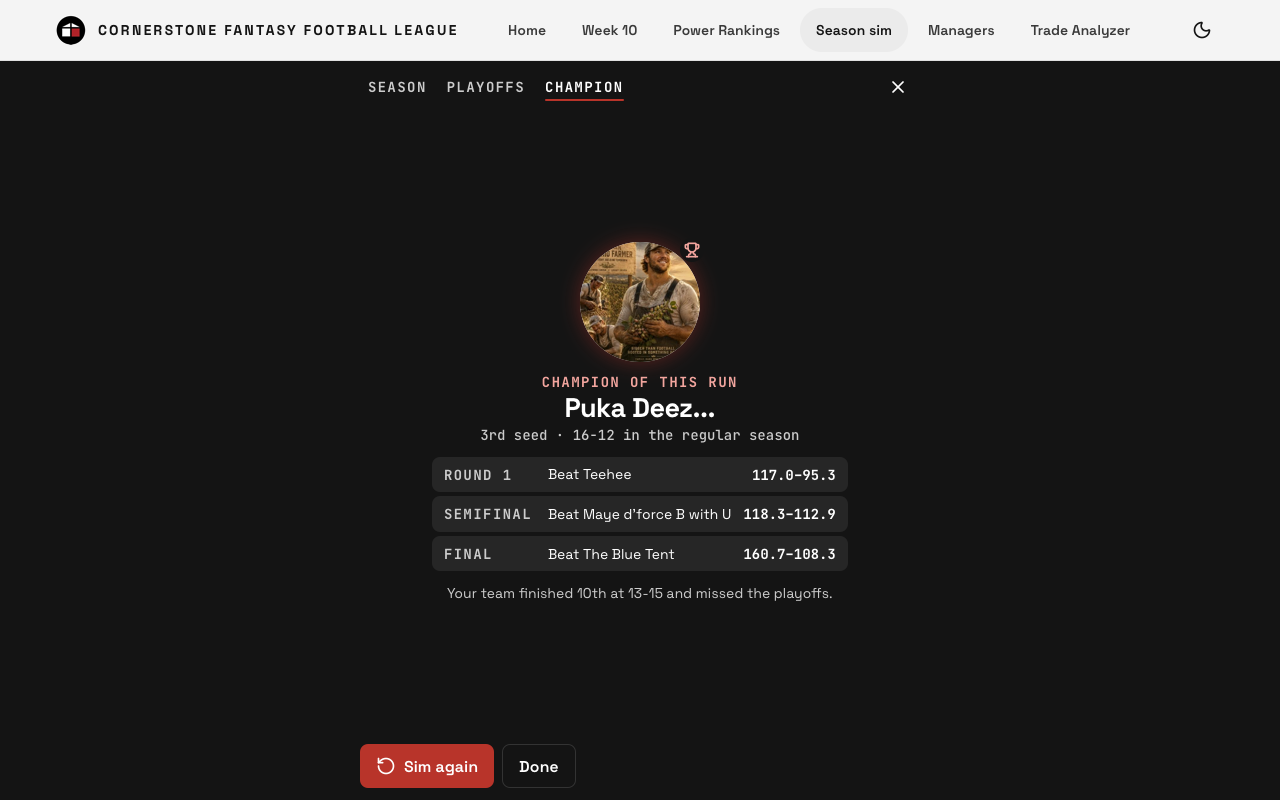 CORNERSTONE FANTASY FOOTBALL LEAGUE
Home
Week 10
Power Rankings
Season sim
Managers
Trade Analyzer
SEASON
PLAYOFFS
CHAMPION
CHAMPION OF THIS RUN
Puka Deez...
3rd seed · 16-12 in the regular season
ROUND 1 Beat Teehee 117.0–95.3
SEMIFINAL Beat Maye d'force B with U 118.3–112.9
FINAL Beat The Blue Tent 160.7–108.3
Your team finished 10th at 13-15 and missed the playoffs.
Sim again
Done